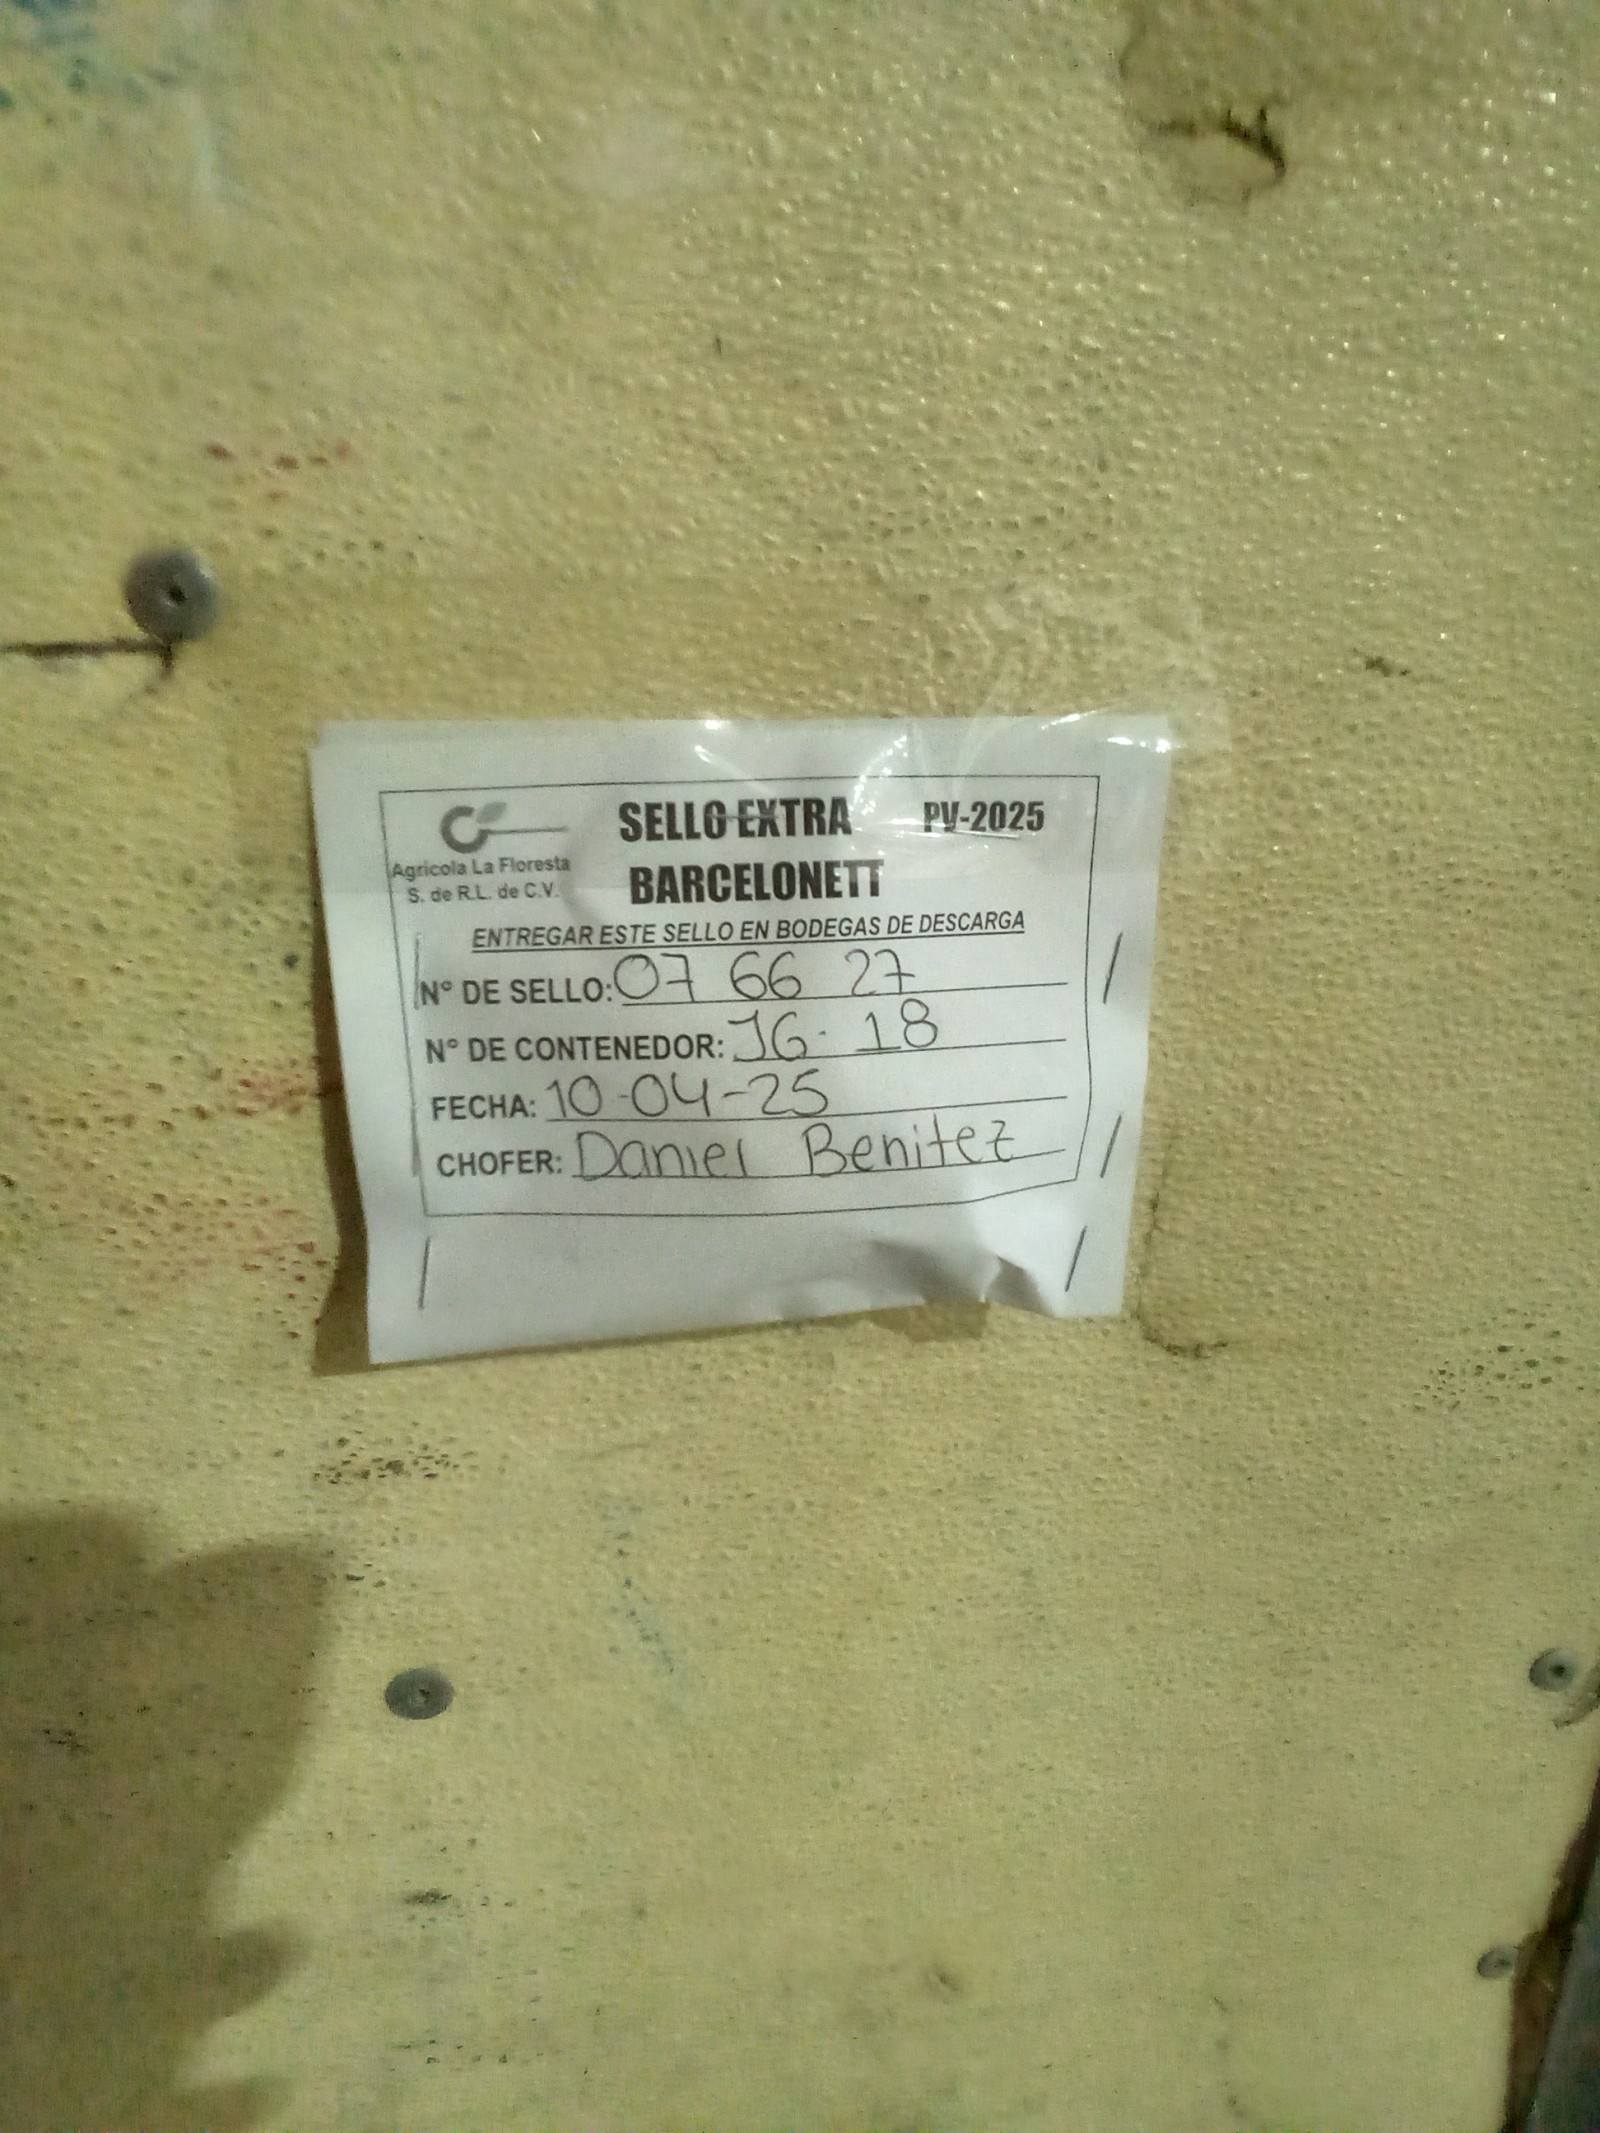 SELLO EXTRA PV-2025
Agricola La Floresta
S. de R.L. de C.V.
BARCELONETT
ENTREGAR ESTE SELLO EN BODEGAS DE DESCARGA
N° DE SELLO: 07 66 27
N° DE CONTENEDOR: JG-18
FECHA: 10-04-25
CHOFER: Daniel Benitez